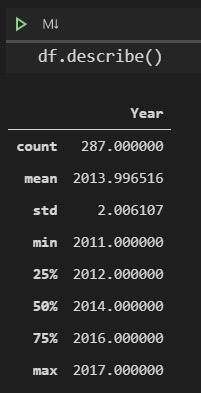 M↓
df.describe()
Year
count 287.000000
mean 2013.996516
std 2.006107
min 2011.000000
25% 2012.000000
50% 2014.000000
75% 2016.000000
max 2017.000000